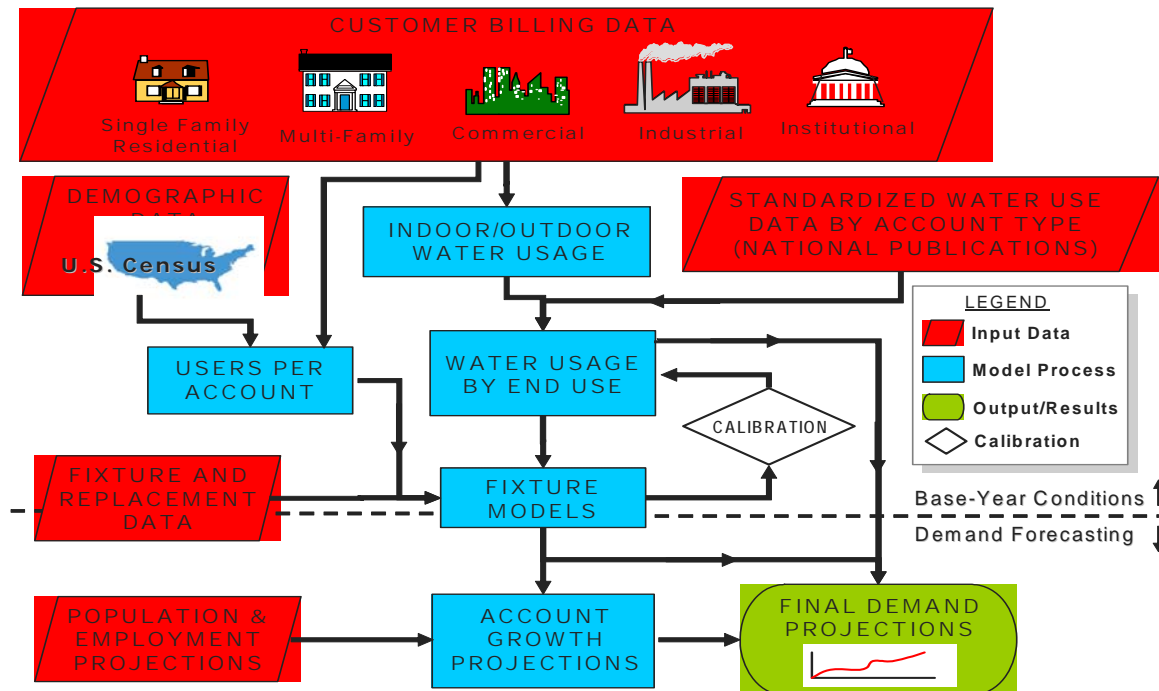 CUSTOMER BILLING DATA
Single Family
Residential
Multi-Family
Commercial
Industrial
Institutional
DEMOGRAPHIC
DATA
U.S. Census
INDOOR/OUTDOOR
WATER USAGE
STANDARDIZED WATER USE
DATA BY ACCOUNT TYPE
(NATIONAL PUBLICATIONS)
LEGEND
Input Data
Model Process
Output/Results
Calibration
USERS PER
ACCOUNT
WATER USAGE
BY END USE
CALIBRATION
FIXTURE AND
REPLACEMENT
DATA
FIXTURE
MODELS
Base-Year Conditions
Demand Forecasting
POPULATION &
EMPLOYMENT
PROJECTIONS
ACCOUNT
GROWTH
PROJECTIONS
FINAL DEMAND
PROJECTIONS